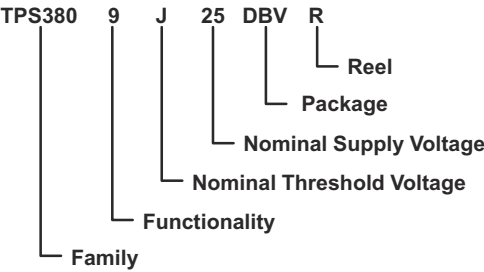 TPS380 9 J 25 DBV R
Reel
Package
Nominal Supply Voltage
Nominal Threshold Voltage
Functionality
Family